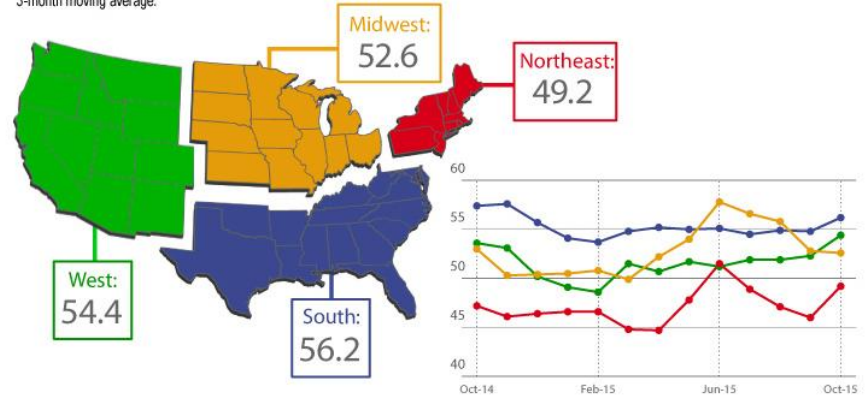 3-month moving average.
Midwest:
52.6
Northeast:
49.2
West:
54.4
South:
56.2
60
55
50
45
40
Oct-14
Feb-15
Jun-15
Oct-15